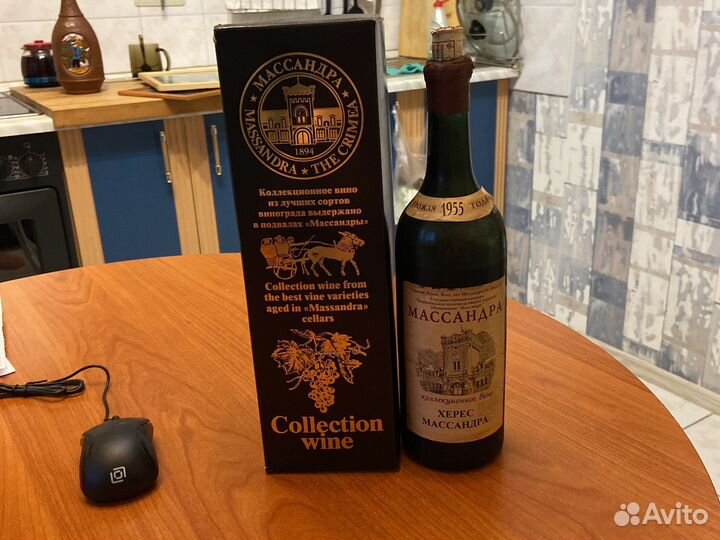 МАССАНДРА
MASSANDRA ★ THE CRIMEA
1894
Коллекционное вино
из лучших сортов
винограда выдержано
в подвалах «Массандры»
Collection wine from
the best vine varieties
aged in «Massandra»
cellars
Collection
wine
1955
МАССАНДРА
коллекционное вино
ХЕРЕС
МАССАНДРА
Avito